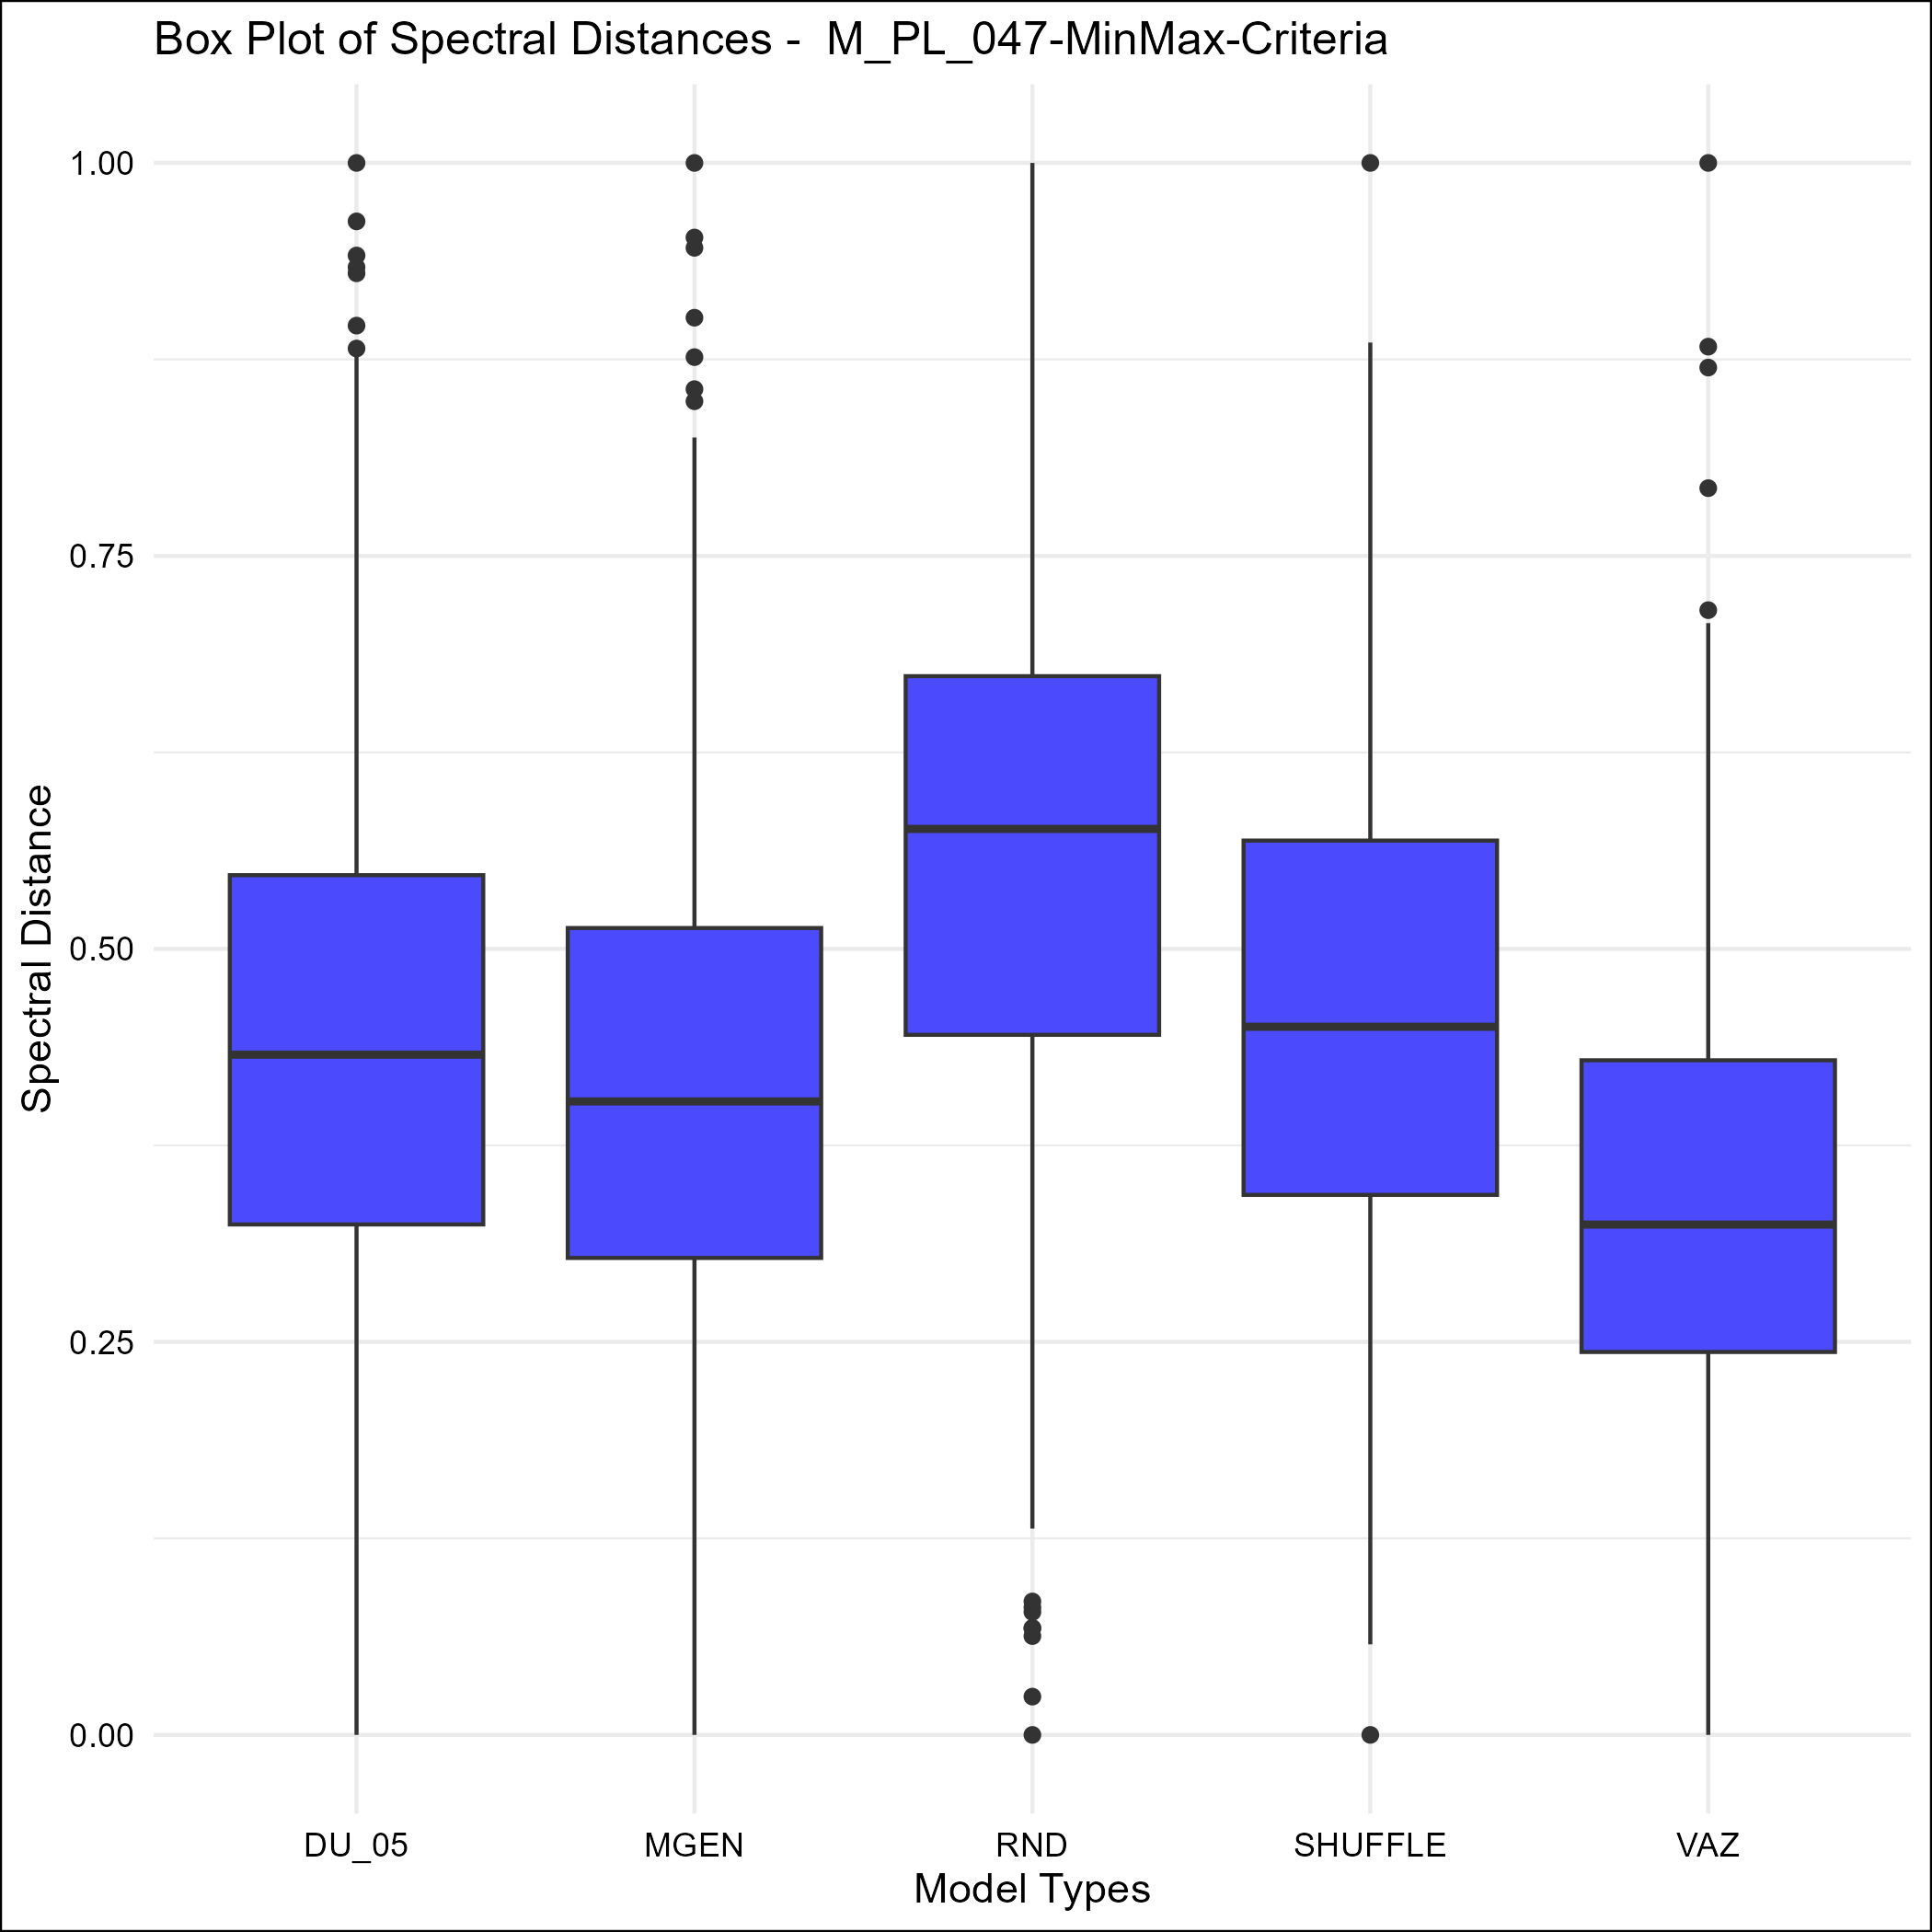 Box Plot of Spectral Distances -  M_PL_047-MinMax-Criteria
Spectral Distance
1.00
0.75
0.50
0.25
0.00
DU_05 MGEN RND SHUFFLE VAZ
Model Types